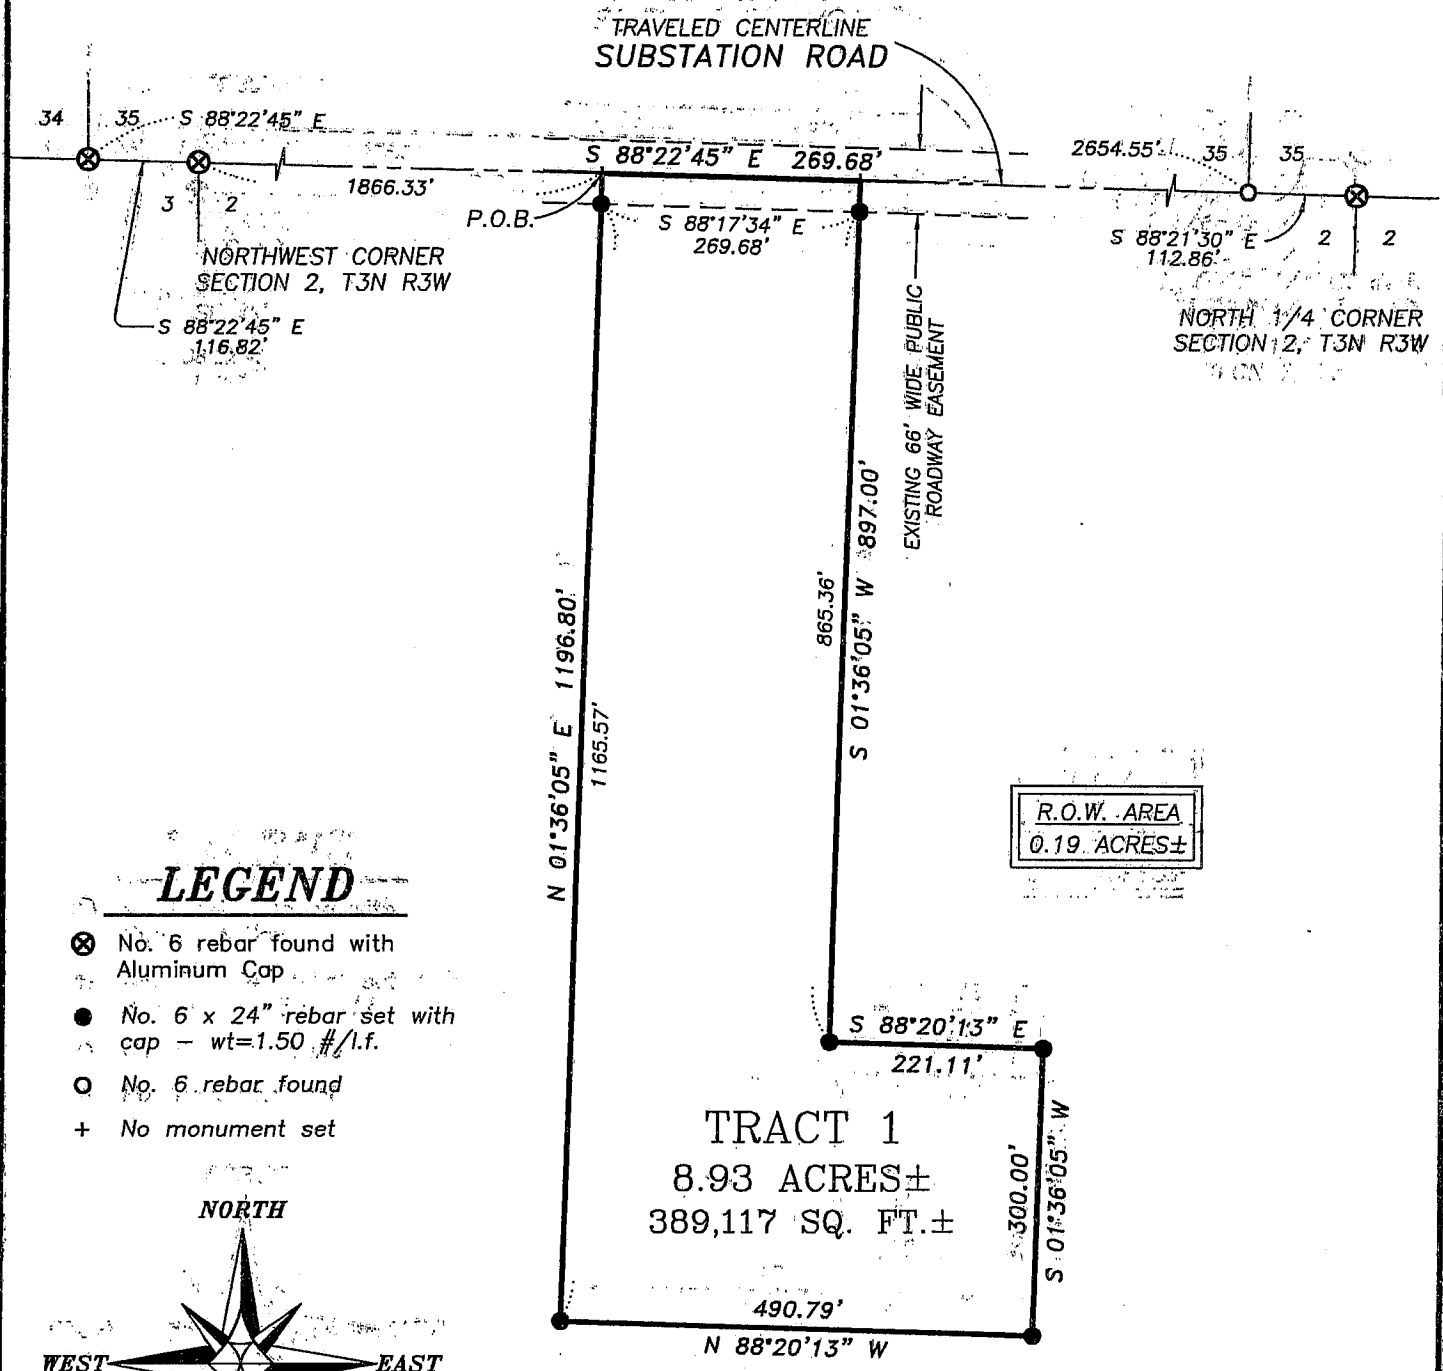 TRAVELED CENTERLINE
SUBSTATION ROAD
34
35
S 88°22'45" E
S 88°22'45" E 269.68'
2654.55'
35
35
1866.33'
3
2
P.O.B.
S 88°17'34" E
269.68'
S 88°21'30" E
112.86'
2
2
NORTHWEST CORNER
SECTION 2, T3N R3W
S 88°22'45" E
116.82'
NORTH 1/4 CORNER
SECTION 2, T3N R3W
EXISTING 66' WIDE PUBLIC
ROADWAY EASEMENT
N 01°36'05" E 1196.80'
1165.57'
865.36'
S 01°36'05" W 897.00'
R.O.W. AREA
0.19 ACRES±
LEGEND
No. 6 rebar found with
Aluminum Cap
No. 6 x 24" rebar set with
cap - wt=1.50 #/l.f.
No. 6 rebar found
+ No monument set
S 88°20'13" E
221.11'
TRACT 1
8.93 ACRES±
389,117 SQ. FT.±
300.00'
S 01°36'05" W
490.79'
N 88°20'13" W
NORTH
WEST
EAST